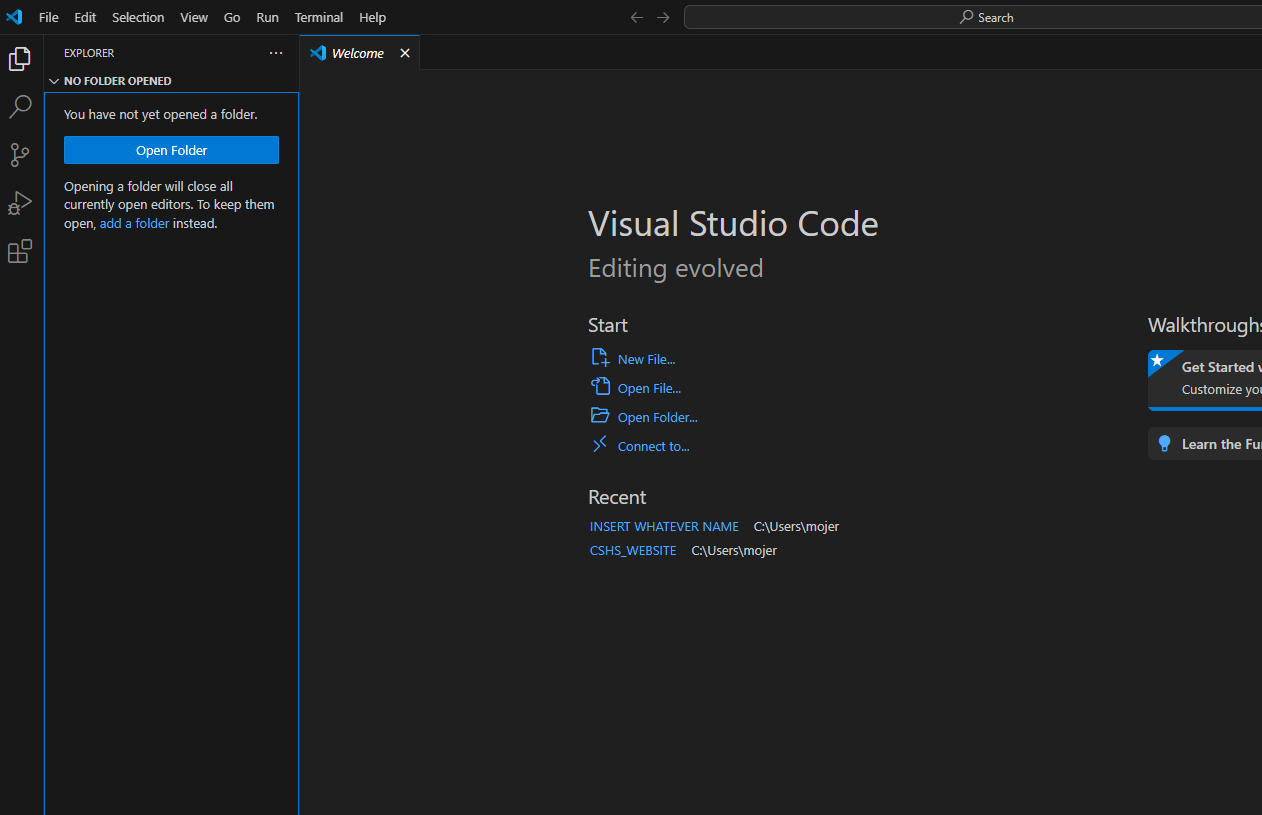 File Edit Selection View Go Run Terminal Help
Search
EXPLORER
Welcome
NO FOLDER OPENED
You have not yet opened a folder.
Open Folder
Opening a folder will close all
currently open editors. To keep them
open, add a folder instead.
Visual Studio Code
Editing evolved
Start
New File...
Open File...
Open Folder...
Connect to...
Recent
INSERT WHATEVER NAME C:\Users\mojer
CSHS_WEBSITE C:\Users\mojer
Walkthroughs
Get Started
Customize you
Learn the Fu